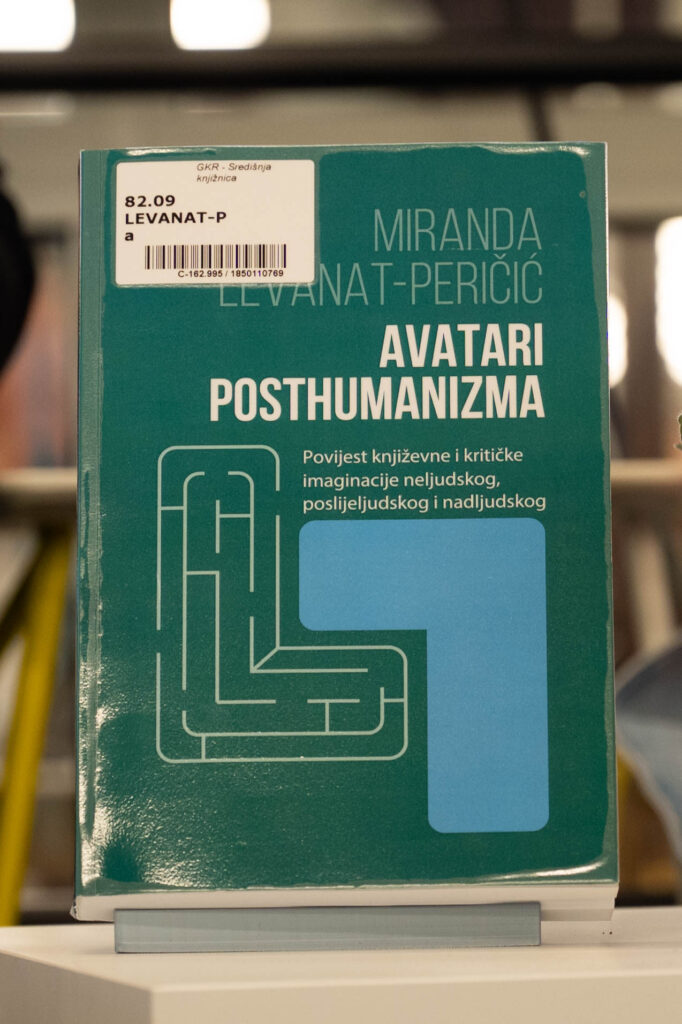 GKR - Središnja
knjižnica
82.09
LEVANAT-P
a
C-162.995 / 1850110769
MIRANDA
LEVANAT-PERIČIĆ
AVATARI
POSTHUMANIZMA
Povijest književne i kritičke
imaginacije neljudskog,
poslijeljudskog i nadljudskog